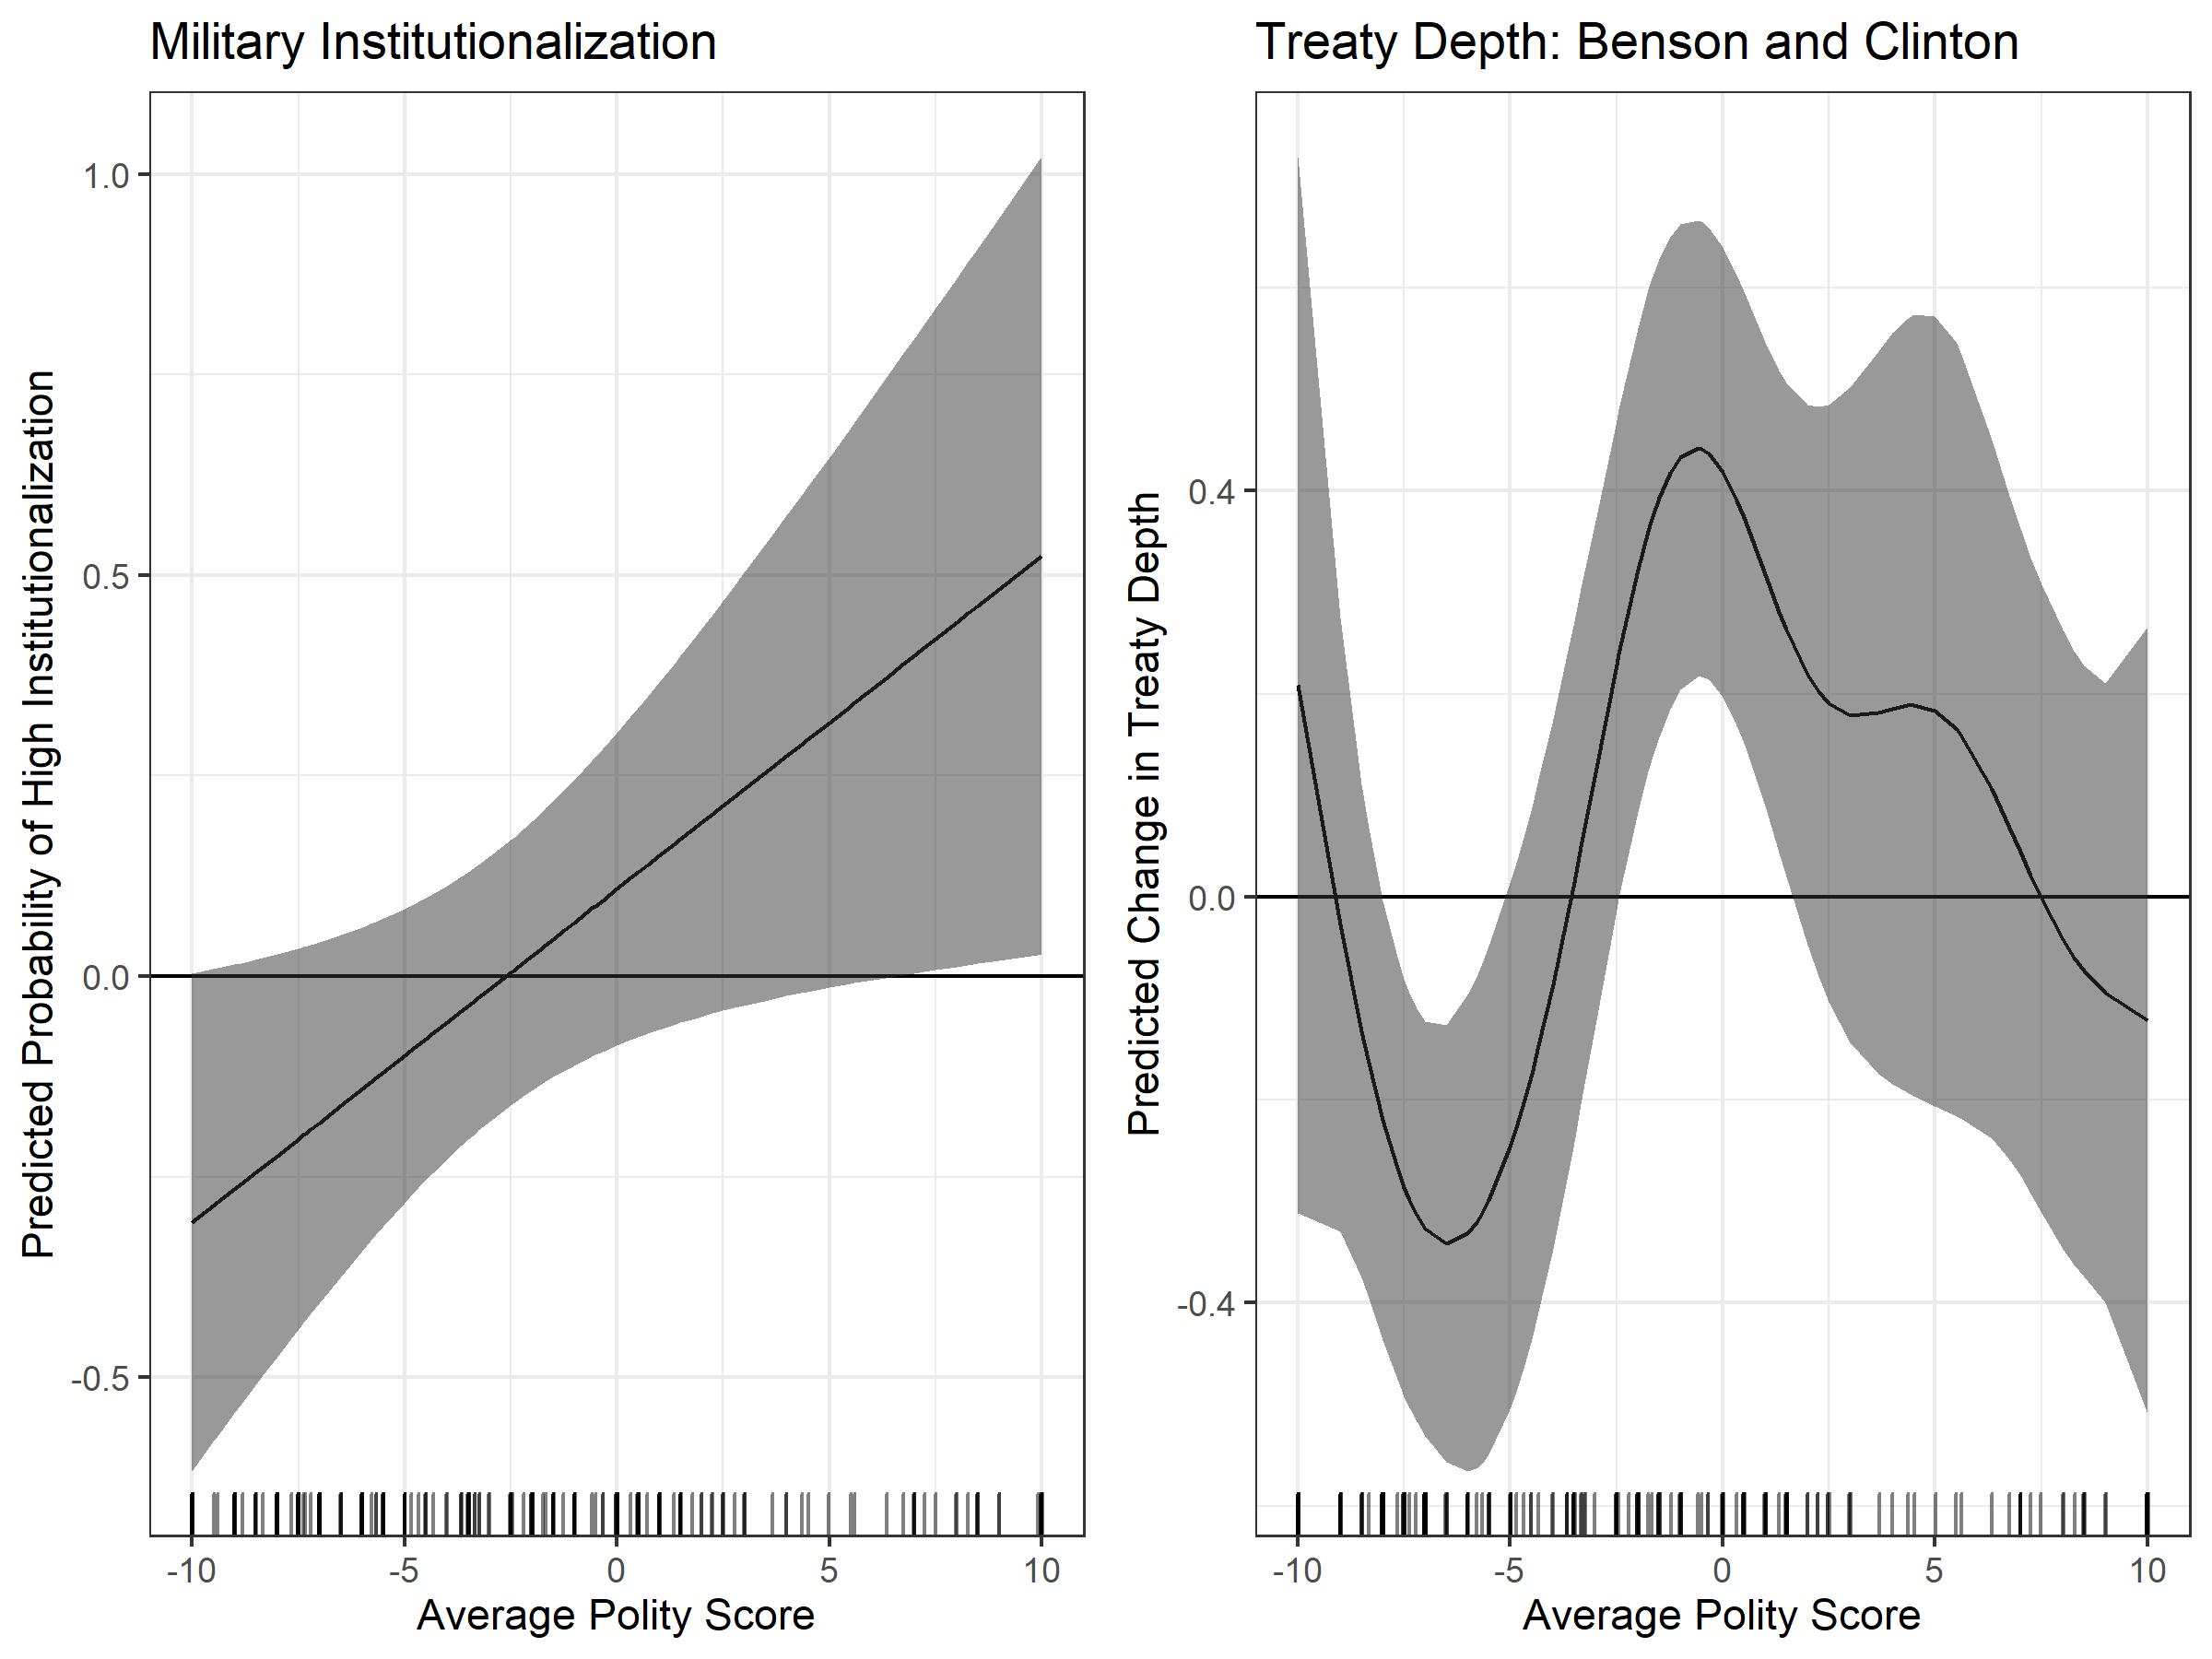 Military Institutionalization
Predicted Probability of High Institutionalization
1.0
0.5
0.0
-0.5
-10 -5 0 5 10
Average Polity Score
Treaty Depth: Benson and Clinton
Predicted Change in Treaty Depth
0.4
0.0
-0.4
-10 -5 0 5 10
Average Polity Score